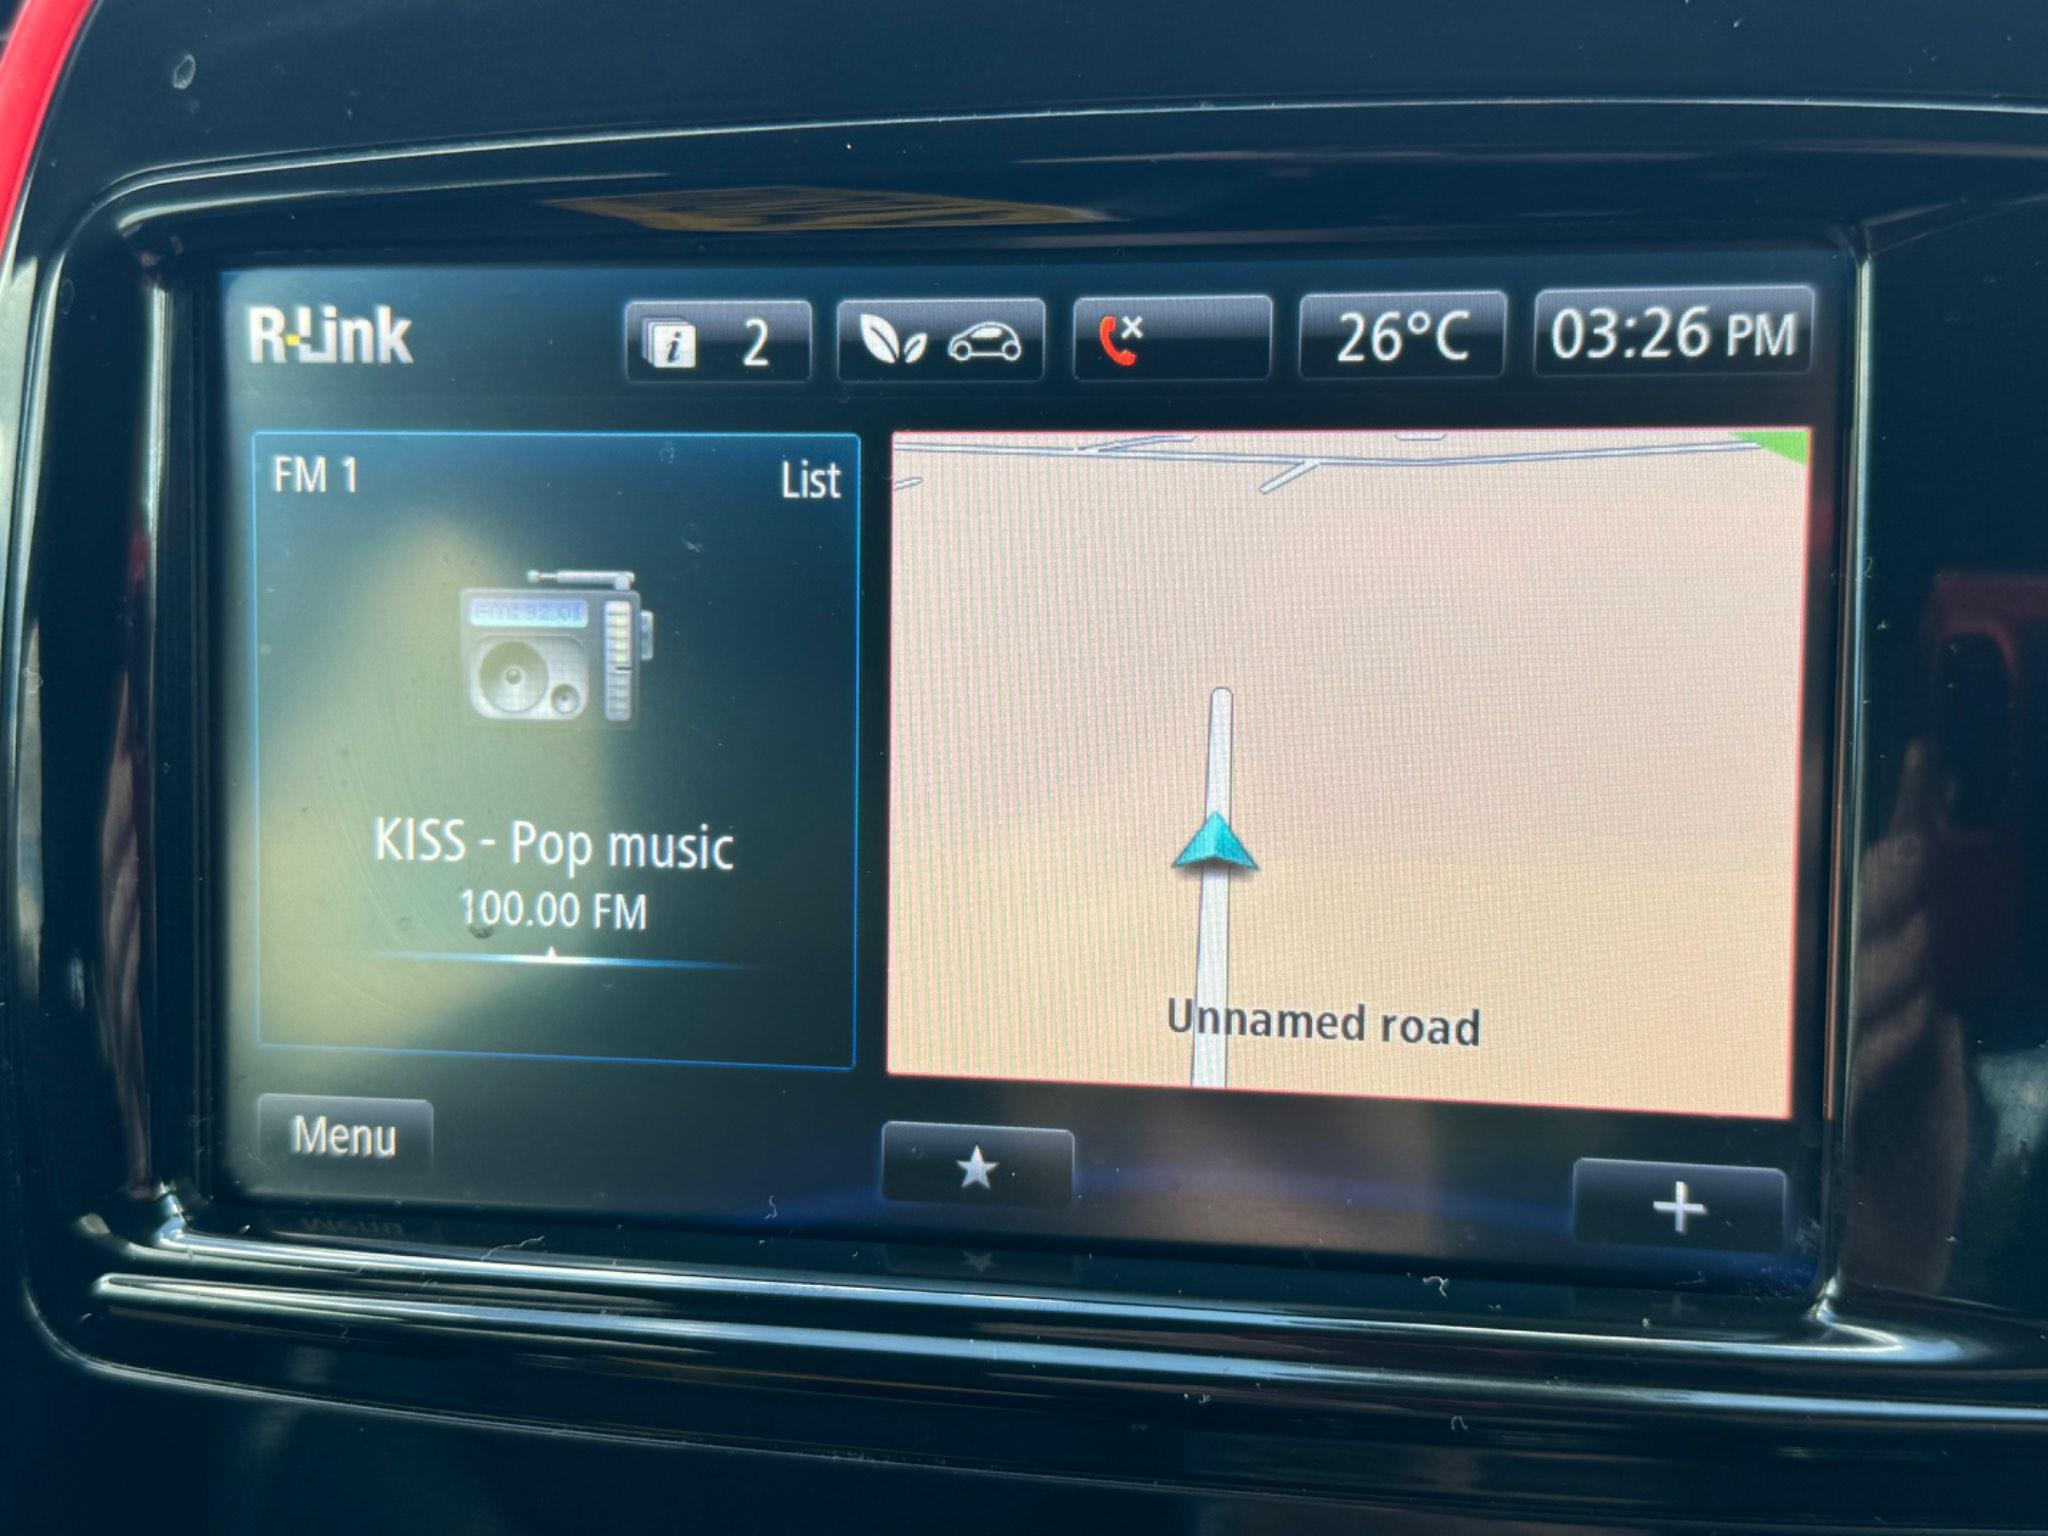 R-Link
i 2
26°C
03:26 PM
FM 1
List
KISS - Pop music
100.00 FM
Unnamed road
Menu